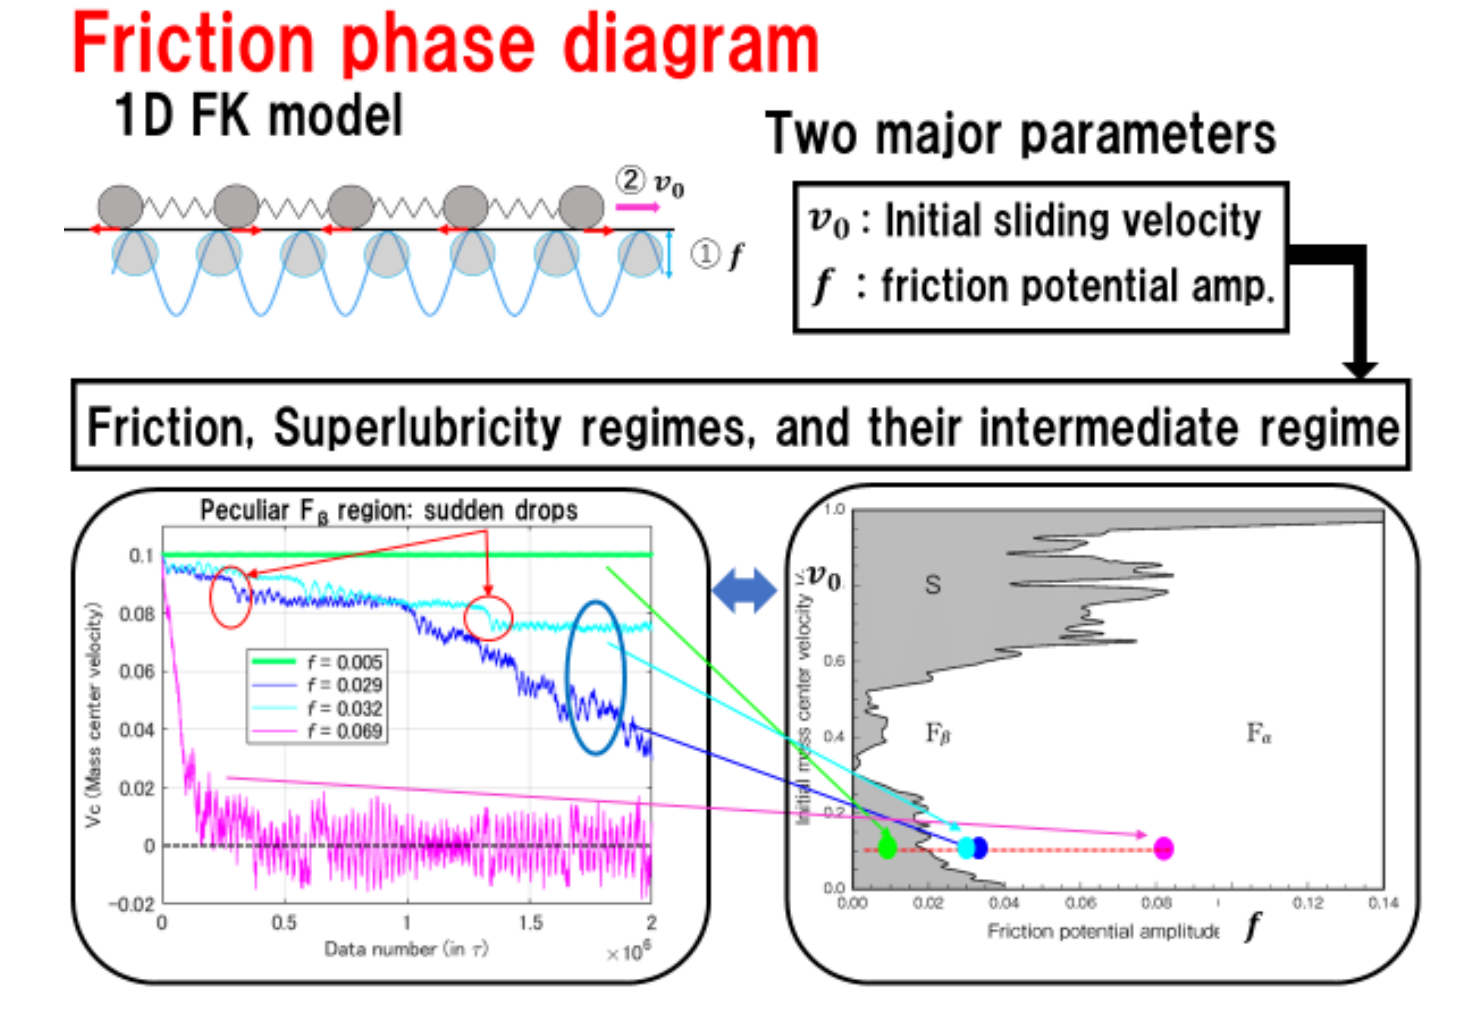 Friction phase diagram
1D FK model
② v₀
① f
Two major parameters
v₀ : Initial sliding velocity
f : friction potential amp.
Friction, Superlubricity regimes, and their intermediate regime
Peculiar Fβ region: sudden drops
Vc (Mass center velocity)
0.1
0.08
0.06
0.04
0.02
0
−0.02
f = 0.005
f = 0.029
f = 0.032
f = 0.069
0 0.5 1 1.5 2
×10⁶
Data number (in τ)
Initial mass center velocity
v₀
1.0
0.8
0.6
0.4
0.2
0.0
S
Fβ
Fα
0.00 0.02 0.04 0.06 0.08 0.12 0.14
Friction potential amplitude f